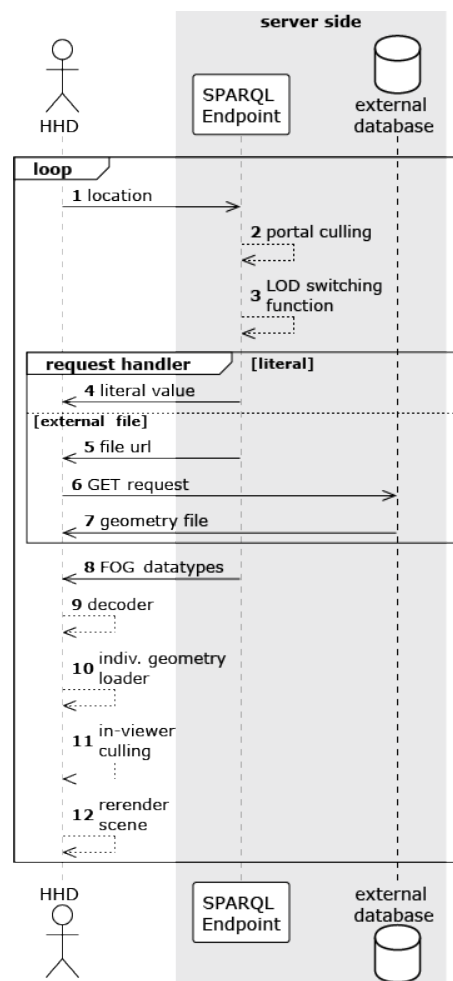 server side
HHD
SPARQL
Endpoint
external
database
loop
1 location
2 portal culling
3 LOD switching
function
request handler
[literal]
4 literal value
[external file]
5 file url
6 GET request
7 geometry file
8 FOG datatypes
9 decoder
10 indiv. geometry
loader
11 in-viewer
culling
12 rerender
scene
HHD
SPARQL
Endpoint
external
database